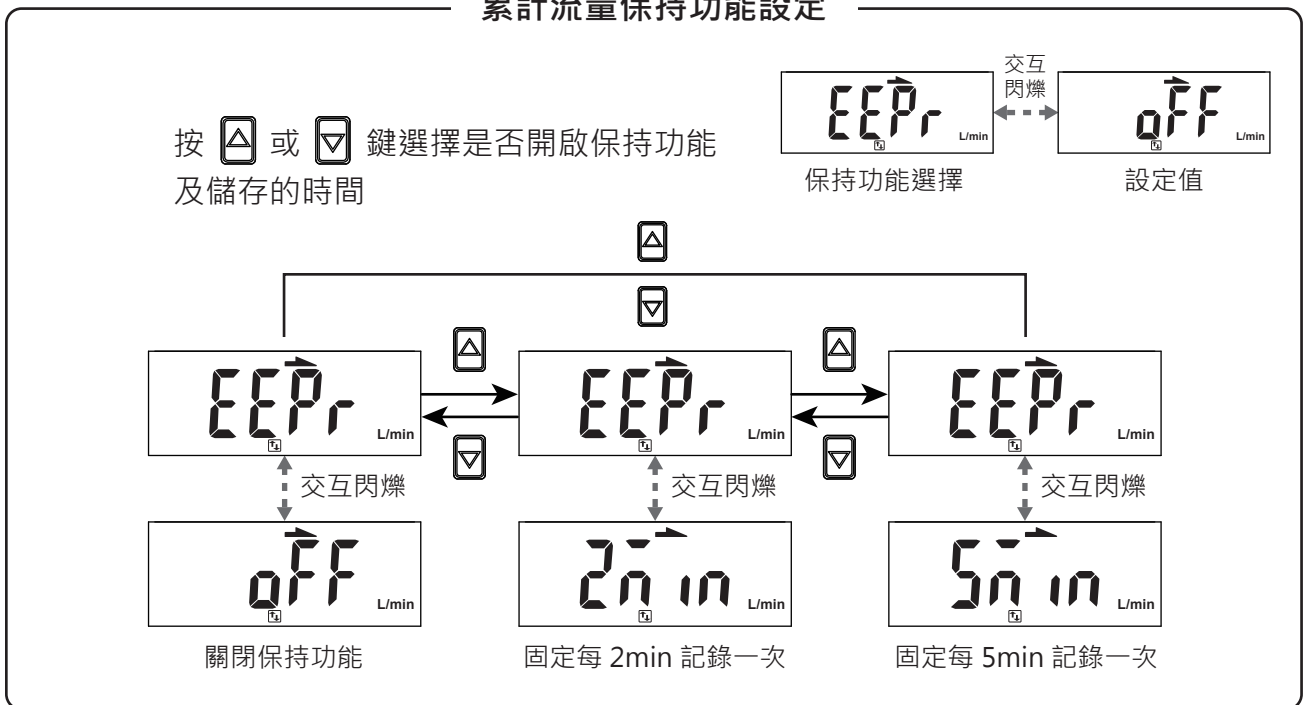 累計流量保持功能設定
交互
閃爍
EEPr L/min
oFF L/min
保持功能選擇
設定值
按 或 鍵選擇是否開啟保持功能
及儲存的時間
EEPr L/min
EEPr L/min
EEPr L/min
交互閃爍
交互閃爍
交互閃爍
oFF L/min
2min L/min
5min L/min
關閉保持功能
固定每 2min 記錄一次
固定每 5min 記錄一次